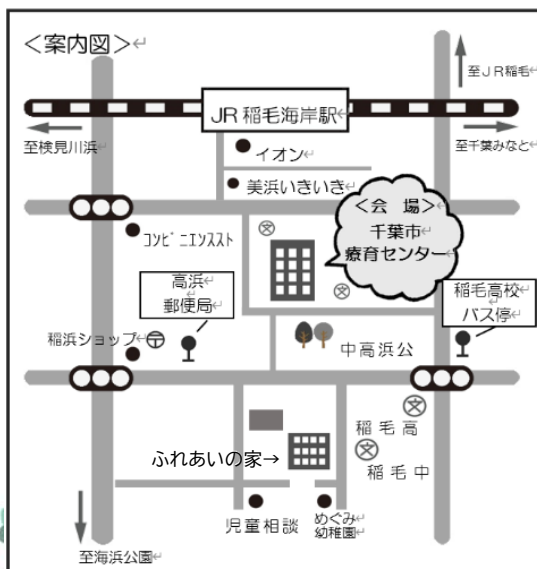 ＜案内図＞
至ＪＲ稲毛
JR 稲毛海岸駅
至検見川浜
至千葉みなと
イオン
美浜いきいき
＜会　場＞
千葉市
療育センター
コンビニエンススト
文
文
高浜
郵便局
稲毛高校
バス停
稲浜ショップ
〒
中高浜公
文
稲毛高
文
稲毛中
ふれあいの家→
児童相談
めぐみ
幼稚園
至海浜公園